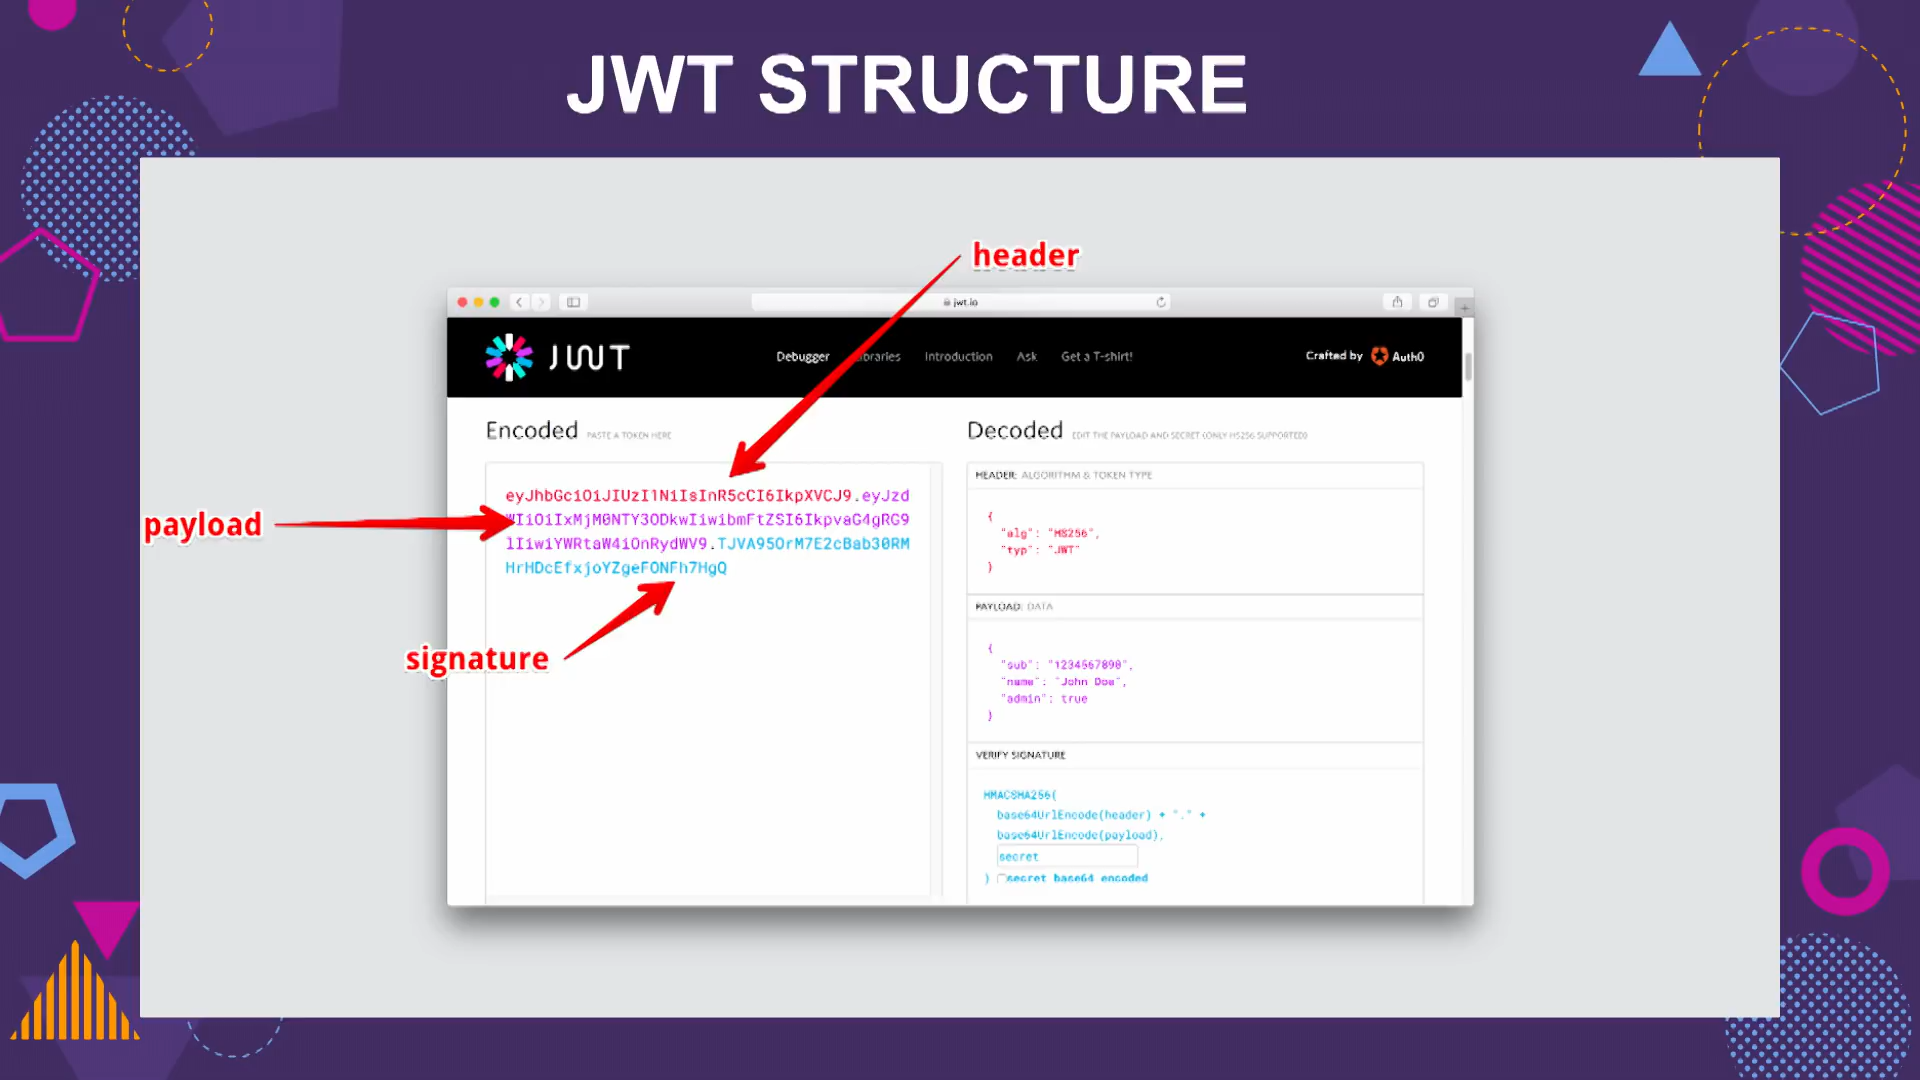 JWT STRUCTURE
header
jwt.io
JWT
Debugger Libraries Introduction Ask Get a T-shirt!
Crafted by Auth0
Encoded PASTE A TOKEN HERE
Decoded EDIT THE PAYLOAD AND SECRET (ONLY HS256 SUPPORTED)
eyJhbGciOiJIUzI1NiIsInR5cCI6IkpXVCJ9.eyJzd
WIiOiIxMjM0NTY3ODkwIiwibmFtZSI6IkpvaG4gRG9
lIiwiYWRtaW4iOnRydWV9.TJVA95OrM7E2cBab30RM
HrHDcEfxjoYZgeFONFh7HgQ
payload
signature
HEADER: ALGORITHM & TOKEN TYPE
{
"alg": "HS256",
"typ": "JWT"
}
PAYLOAD: DATA
{
"sub": "1234567890",
"name": "John Doe",
"admin": true
}
VERIFY SIGNATURE
HMACSHA256(
base64UrlEncode(header) + "." +
base64UrlEncode(payload),
secret
) secret base64 encoded